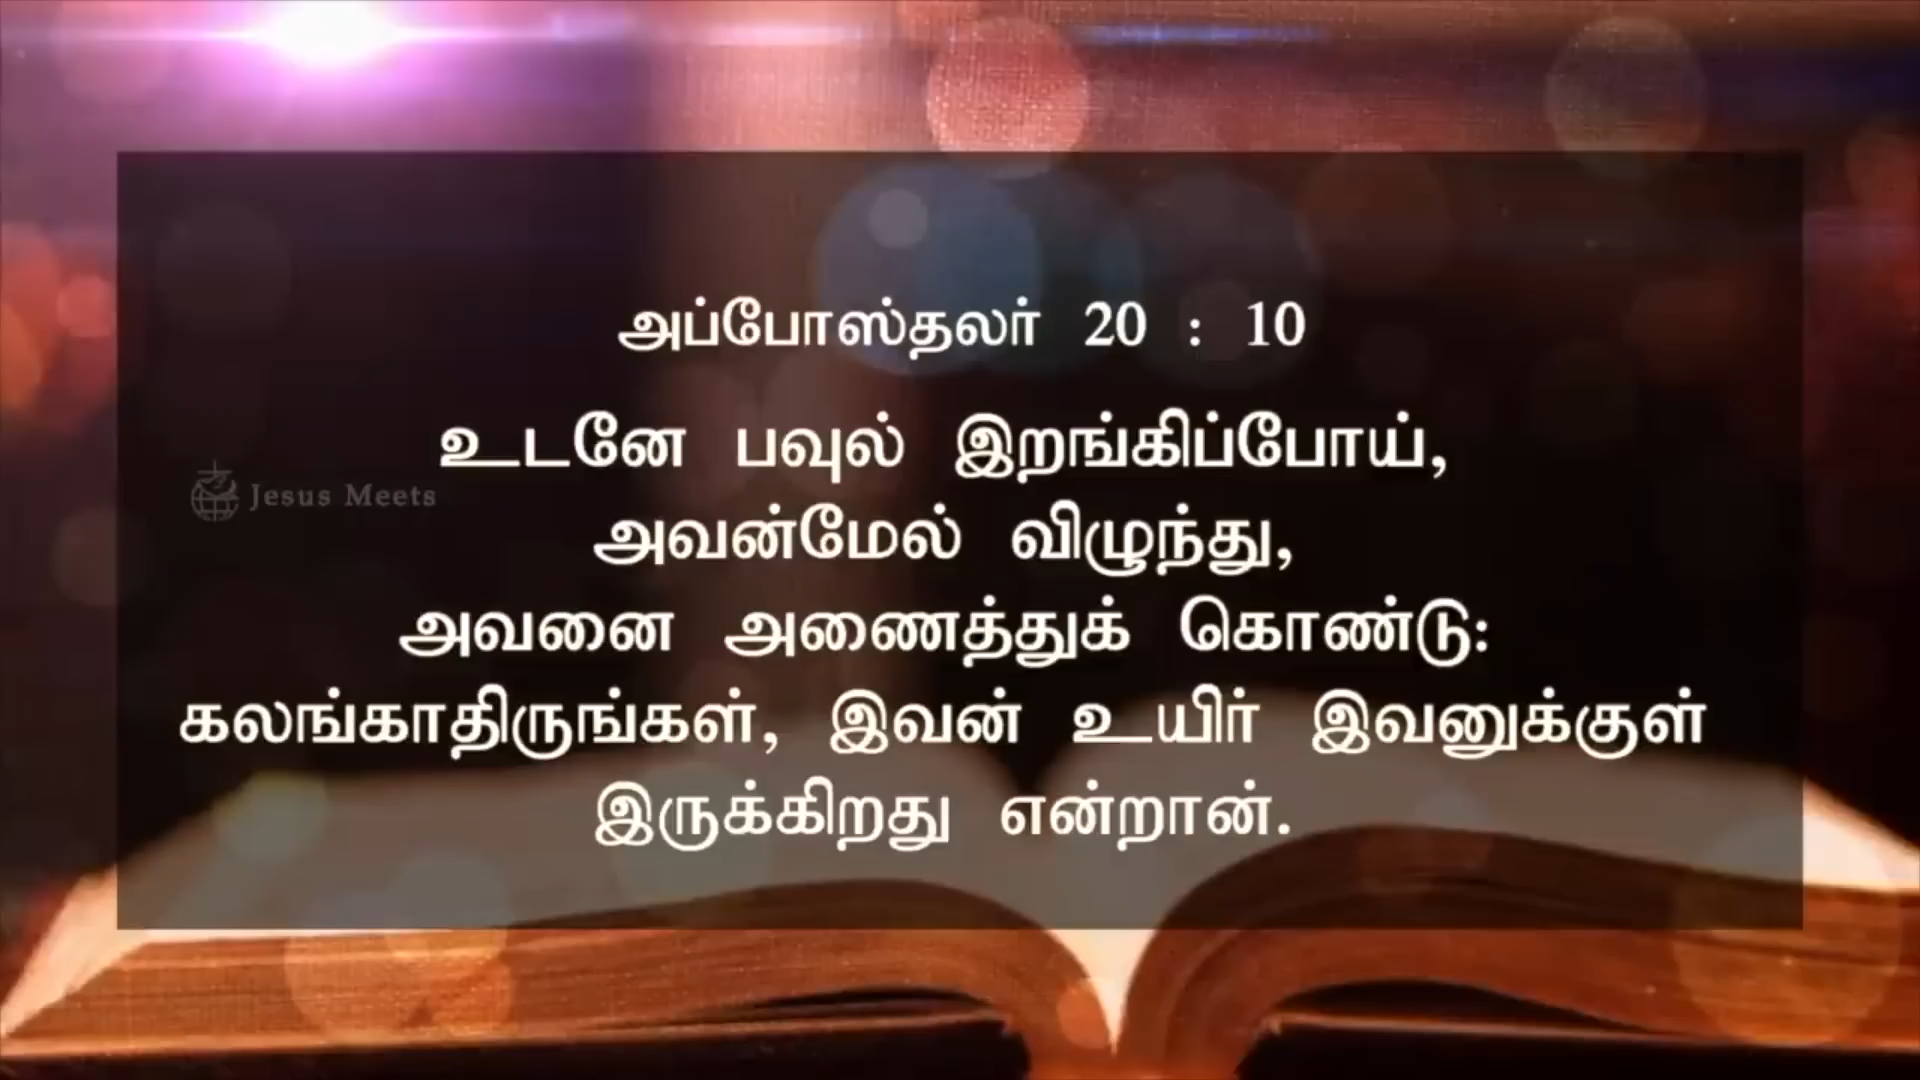 அப்போஸ்தலர் 20 : 10
உடனே பவுல் இறங்கிப்போய்,
Jesus Meets
அவன்மேல் விழுந்து,
அவனை அணைத்துக் கொண்டு:
கலங்காதிருங்கள், இவன் உயிர் இவனுக்குள்
இருக்கிறது என்றான்.